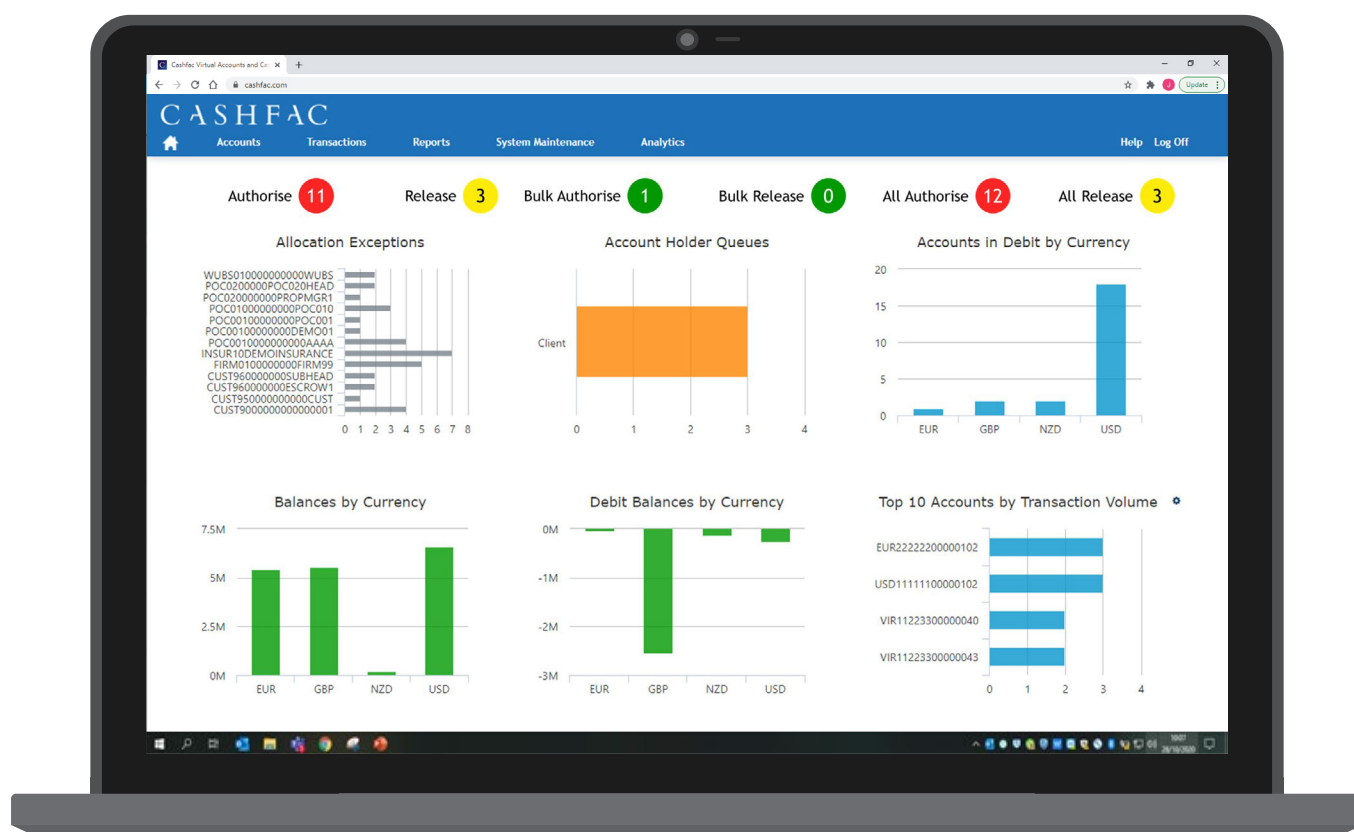 Cashfac Virtual Accounts and Ca
cashfac.com
Update
CASHFAC
Accounts Transactions Reports System Maintenance Analytics Help Log Off
Authorise 11 Release 3 Bulk Authorise 1 Bulk Release 0 All Authorise 12 All Release 3
Allocation Exceptions
WUBS010000000000WUBS
POC0200000POC020HEAD
POC020000000PROPMGR1
POC01000000000POC010
POC00100000000POC001
POC00100000000DEMO01
POC0010000000000AAAA
INSUR10DEMOINSURANCE
FIRM0100000000FIRM99
CUST960000000SUBHEAD
CUST960000000ESCROW1
CUST950000000000CUST
CUST9000000000000001
0 1 2 3 4 5 6 7 8
Account Holder Queues
Client
0 1 2 3 4
Accounts in Debit by Currency
20
15
10
5
0
EUR GBP NZD USD
Balances by Currency
7.5M
5M
2.5M
0M
EUR GBP NZD USD
Debit Balances by Currency
0M
-1M
-2M
-3M
EUR GBP NZD USD
Top 10 Accounts by Transaction Volume
EUR22222200000102
USD11111100000102
VIR11223300000040
VIR11223300000043
0 1 2 3 4